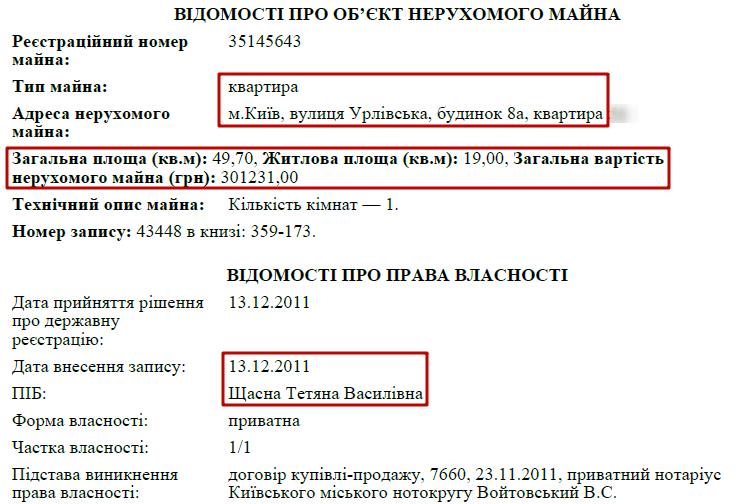 ВІДОМОСТІ ПРО ОБ’ЄКТ НЕРУХОМОГО МАЙНА
Реєстраційний номер майна: 35145643
Тип майна: квартира
Адреса нерухомого майна: м.Київ, вулиця Урлівська, будинок 8а, квартира
Загальна площа (кв.м): 49,70, Житлова площа (кв.м): 19,00, Загальна вартість
нерухомого майна (грн): 301231,00
Технічний опис майна: Кількість кімнат — 1.
Номер запису: 43448 в книзі: 359-173.
ВІДОМОСТІ ПРО ПРАВА ВЛАСНОСТІ
Дата прийняття рішення про державну реєстрацію: 13.12.2011
Дата внесення запису: 13.12.2011
ПІБ: Щасна Тетяна Василівна
Форма власності: приватна
Частка власності: 1/1
Підстава виникнення права власності: договір купівлі-продажу, 7660, 23.11.2011, приватний нотаріус
Київського міського нотокругу Войтовський В.С.